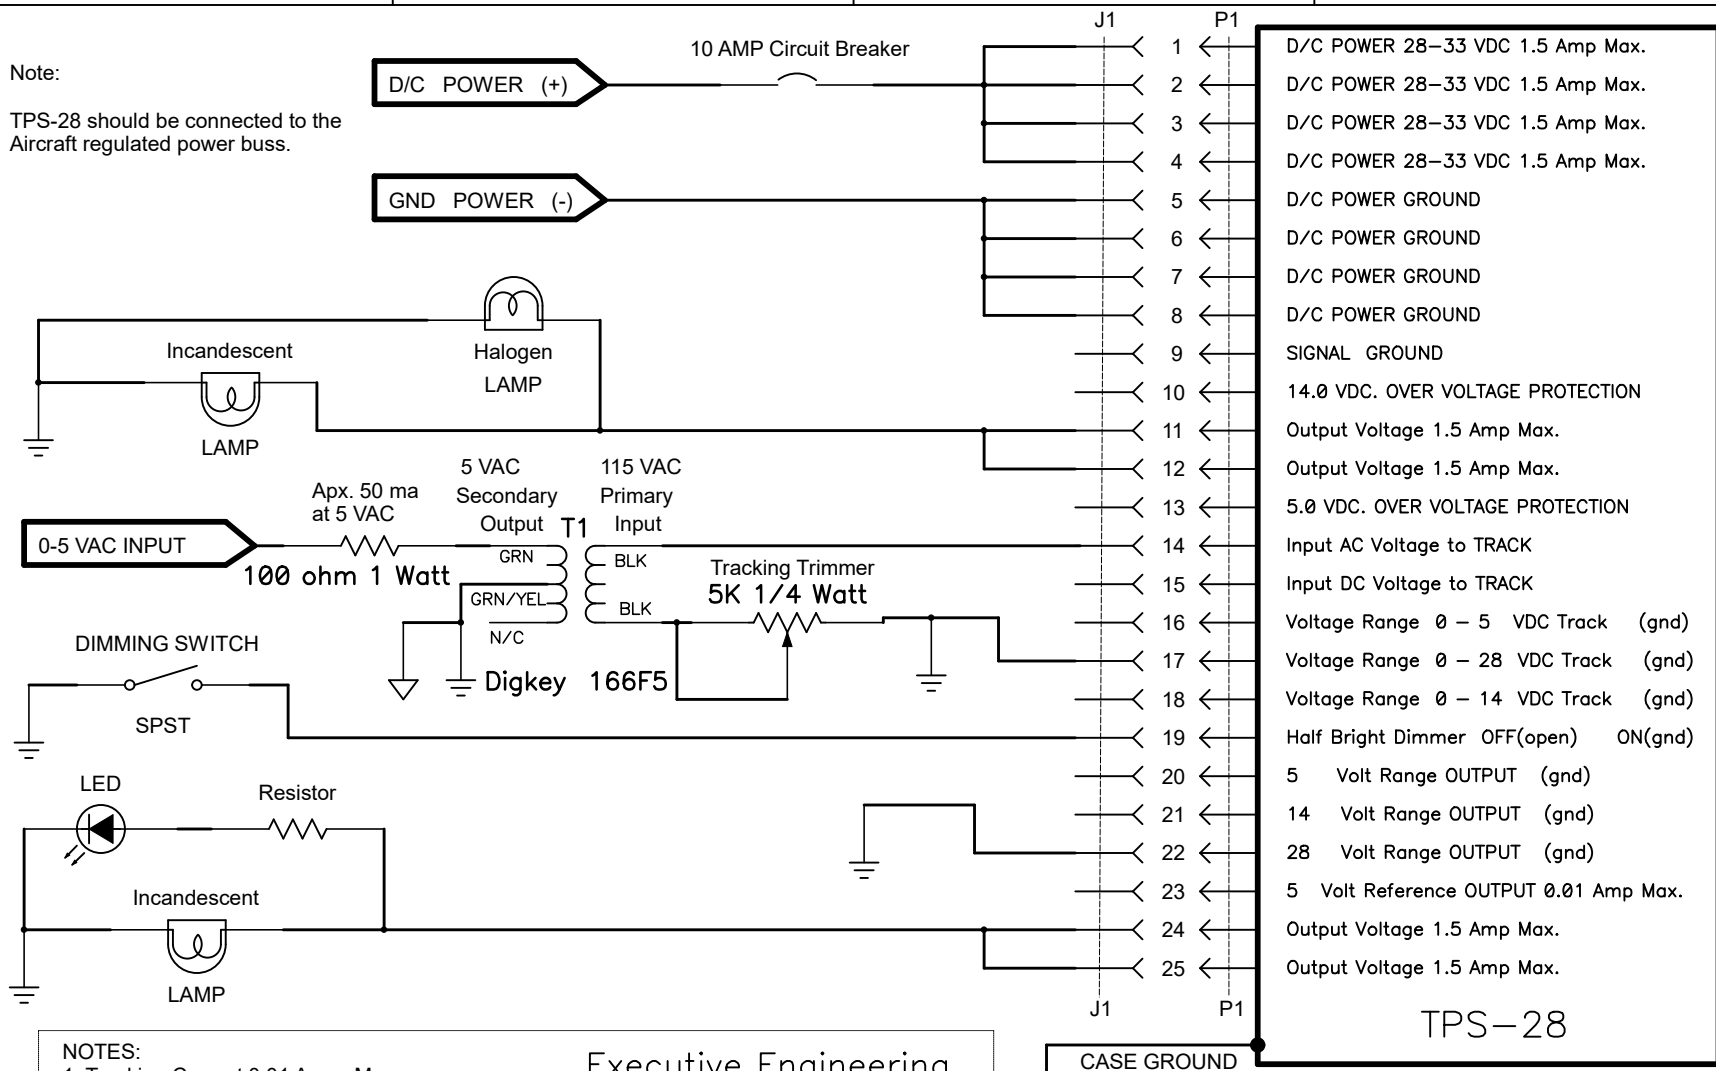 J1
P1
Note:
TPS-28 should be connected to the
Aircraft regulated power buss.
D/C POWER (+)
10 AMP Circuit Breaker
GND POWER (-)
1 D/C POWER 28-33 VDC 1.5 Amp Max.
2 D/C POWER 28-33 VDC 1.5 Amp Max.
3 D/C POWER 28-33 VDC 1.5 Amp Max.
4 D/C POWER 28-33 VDC 1.5 Amp Max.
5 D/C POWER GROUND
6 D/C POWER GROUND
7 D/C POWER GROUND
8 D/C POWER GROUND
9 SIGNAL GROUND
10 14.0 VDC. OVER VOLTAGE PROTECTION
11 Output Voltage 1.5 Amp Max.
12 Output Voltage 1.5 Amp Max.
13 5.0 VDC. OVER VOLTAGE PROTECTION
14 Input AC Voltage to TRACK
15 Input DC Voltage to TRACK
16 Voltage Range 0 - 5 VDC Track (gnd)
17 Voltage Range 0 - 28 VDC Track (gnd)
18 Voltage Range 0 - 14 VDC Track (gnd)
19 Half Bright Dimmer OFF(open) ON(gnd)
20 5 Volt Range OUTPUT (gnd)
21 14 Volt Range OUTPUT (gnd)
22 28 Volt Range OUTPUT (gnd)
23 5 Volt Reference OUTPUT 0.01 Amp Max.
24 Output Voltage 1.5 Amp Max.
25 Output Voltage 1.5 Amp Max.
Incandescent
LAMP
Halogen
LAMP
0-5 VAC INPUT
Apx. 50 ma
at 5 VAC
100 ohm 1 Watt
5 VAC
Secondary
Output
T1
115 VAC
Primary
Input
GRN
GRN/YEL
N/C
BLK
BLK
Digkey 166F5
Tracking Trimmer
5K 1/4 Watt
DIMMING SWITCH
SPST
LED
Resistor
Incandescent
LAMP
J1
P1
TPS-28
CASE GROUND
NOTES:
Executive Engineering